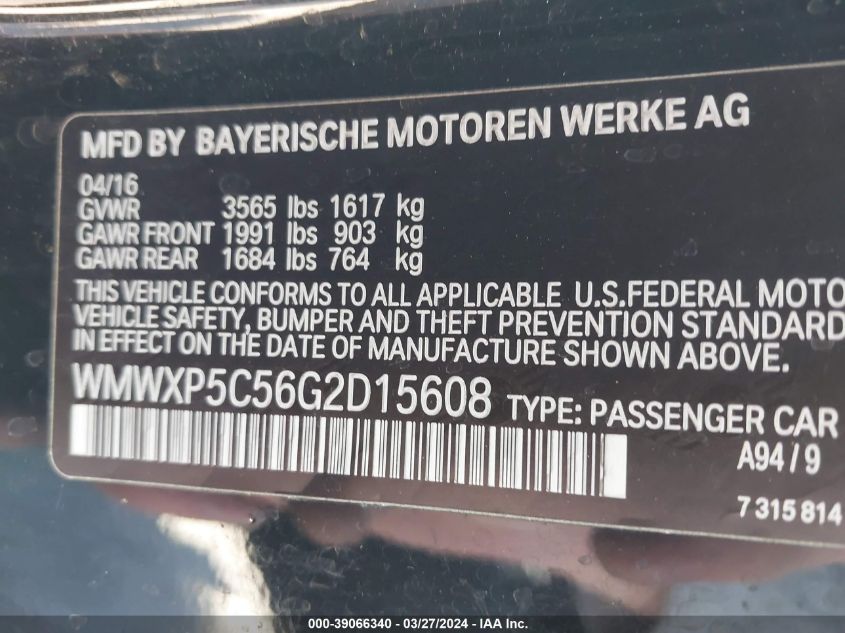 MFD BY BAYERISCHE MOTOREN WERKE AG
04/16
GVWR 3565 lbs 1617 kg
GAWR FRONT 1991 lbs 903 kg
GAWR REAR 1684 lbs 764 kg
THIS VEHICLE CONFORMS TO ALL APPLICABLE U.S.FEDERAL MOTO
VEHICLE SAFETY, BUMPER AND THEFT PREVENTION STANDARD
IN EFFECT ON THE DATE OF MANUFACTURE SHOWN ABOVE.
WMWXP5C56G2D15608 TYPE: PASSENGER CAR
A94/9
7 315 814
000-39066340 - 03/27/2024 - IAA Inc.